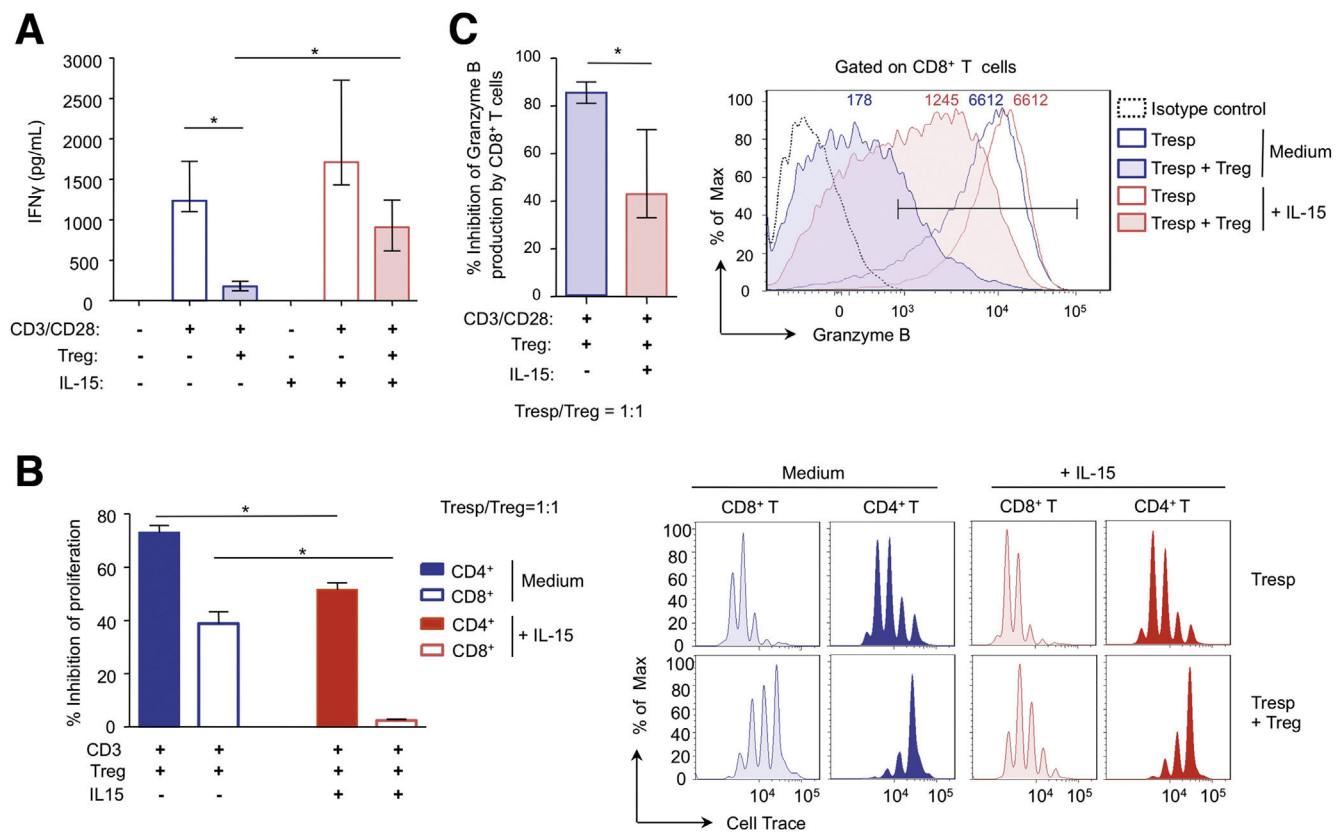 A
IFNγ (pg/mL)
3000
2500
2000
1500
1000
500
0
*
*
CD3/CD28: - + + - + +
Treg: - - + - - +
IL-15: - - - + + +
C
% Inhibition of Granzyme B
production by CD8+ T cells
100
80
60
40
20
0
*
CD3/CD28: + +
Treg: + +
IL-15: - +
Tresp/Treg = 1:1
Gated on CD8+ T cells
178 1245 6612 6612
% of Max
100
80
60
40
20
0
0 10³ 10⁴ 10⁵
Granzyme B
Isotype control
Tresp
Tresp + Treg
Medium
Tresp
Tresp + Treg
+ IL-15
B
% Inhibition of proliferation
80
60
40
20
0
*
*
CD3 + + + +
Treg + + + +
IL15 - - + +
Tresp/Treg=1:1
CD4+
CD8+
Medium
CD4+
CD8+
+ IL-15
Medium + IL-15
CD8+ T CD4+ T CD8+ T CD4+ T
100
80
60
40
20
0
Tresp
100
80
60
40
20
0
Tresp
+ Treg
% of Max
10⁴ 10⁵ 10⁴ 10⁵ 10⁴ 10⁵ 10⁴ 10⁵
Cell Trace